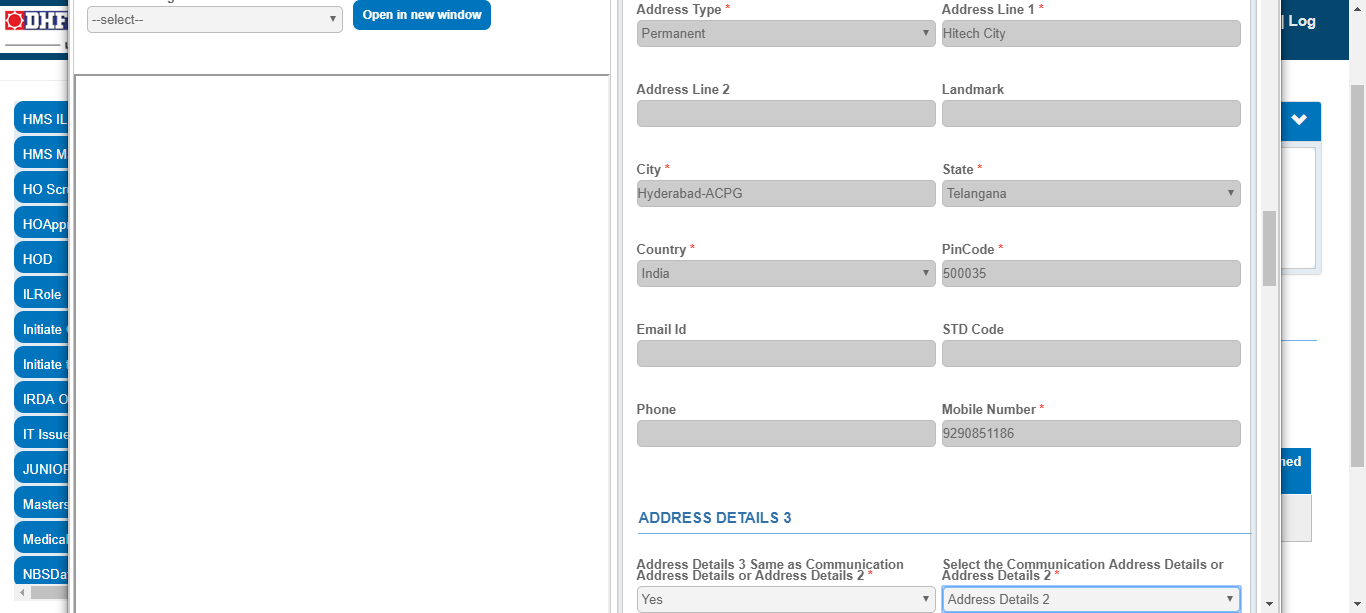 DHF
| Log
--select--
Open in new window
HMS IL
HMS M
HO Scr
HOAppr
HOD
ILRole
Initiate
Initiate
IRDA O
IT Issue
JUNIOR
Masters
Medical
NBSDa
Address Type *
Address Line 1 *
Permanent
Hitech City
Address Line 2
Landmark
City *
State *
Hyderabad-ACPG
Telangana
Country *
PinCode *
India
500035
Email Id
STD Code
Phone
Mobile Number *
9290851186
ned
ADDRESS DETAILS 3
Address Details 3 Same as Communication
Address Details or Address Details 2 *
Select the Communication Address Details or
Address Details 2 *
Yes
Address Details 2